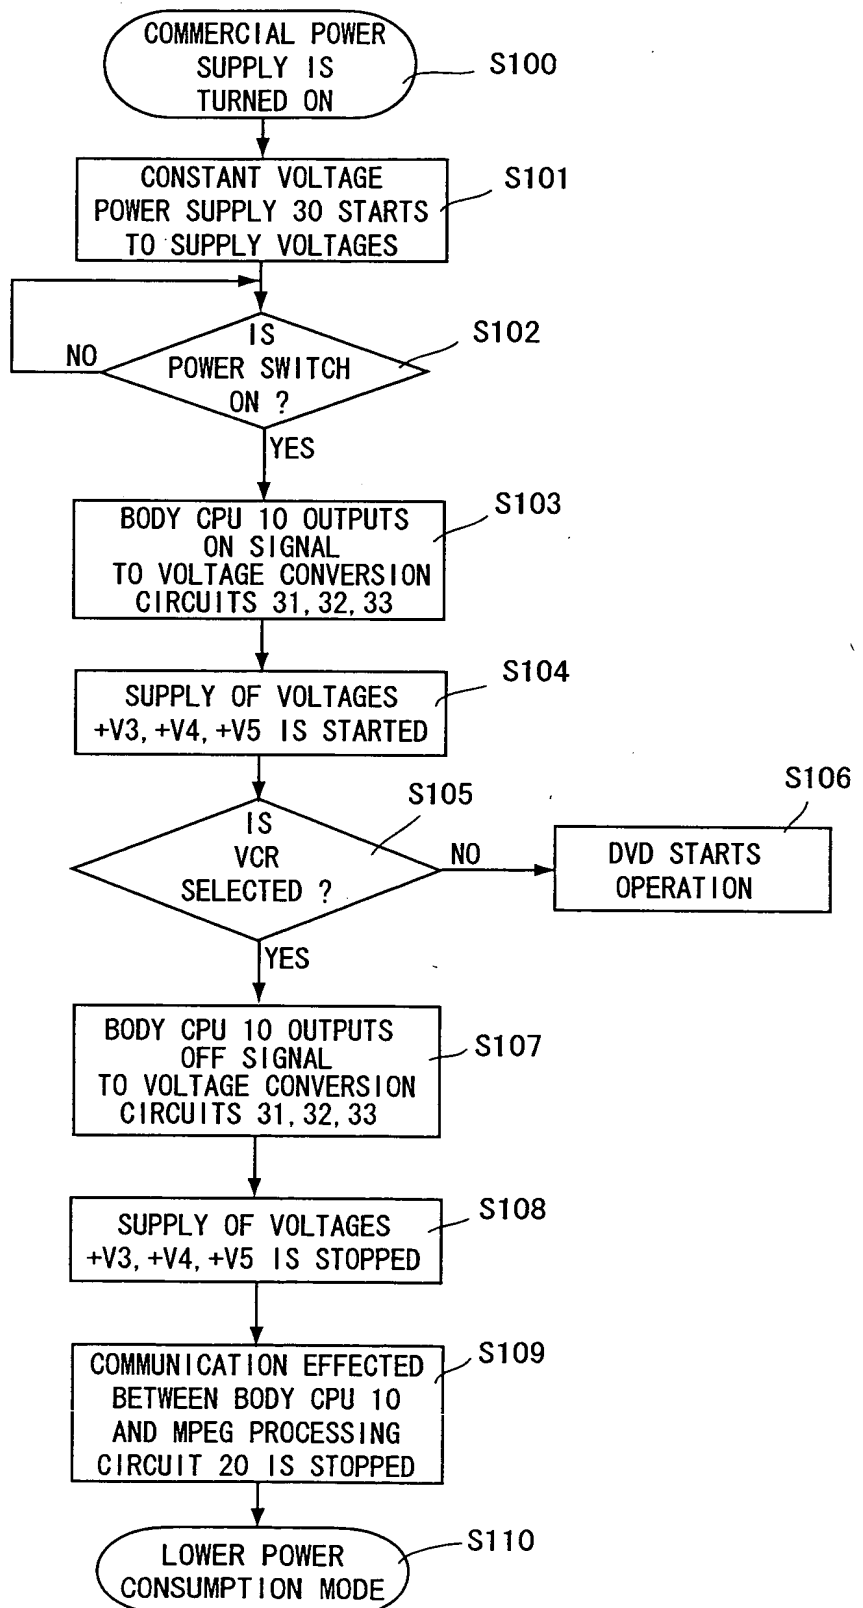 COMMERCIAL POWER
SUPPLY IS
TURNED ON
S100
CONSTANT VOLTAGE
POWER SUPPLY 30 STARTS
TO SUPPLY VOLTAGES
S101
IS
POWER SWITCH
ON ?
S102
NO
YES
BODY CPU 10 OUTPUTS
ON SIGNAL
TO VOLTAGE CONVERSION
CIRCUITS 31, 32, 33
S103
SUPPLY OF VOLTAGES
+V3, +V4, +V5 IS STARTED
S104
IS
VCR
SELECTED ?
S105
NO
DVD STARTS
OPERATION
S106
YES
BODY CPU 10 OUTPUTS
OFF SIGNAL
TO VOLTAGE CONVERSION
CIRCUITS 31, 32, 33
S107
SUPPLY OF VOLTAGES
+V3, +V4, +V5 IS STOPPED
S108
COMMUNICATION EFFECTED
BETWEEN BODY CPU 10
AND MPEG PROCESSING
CIRCUIT 20 IS STOPPED
S109
LOWER POWER
CONSUMPTION MODE
S110